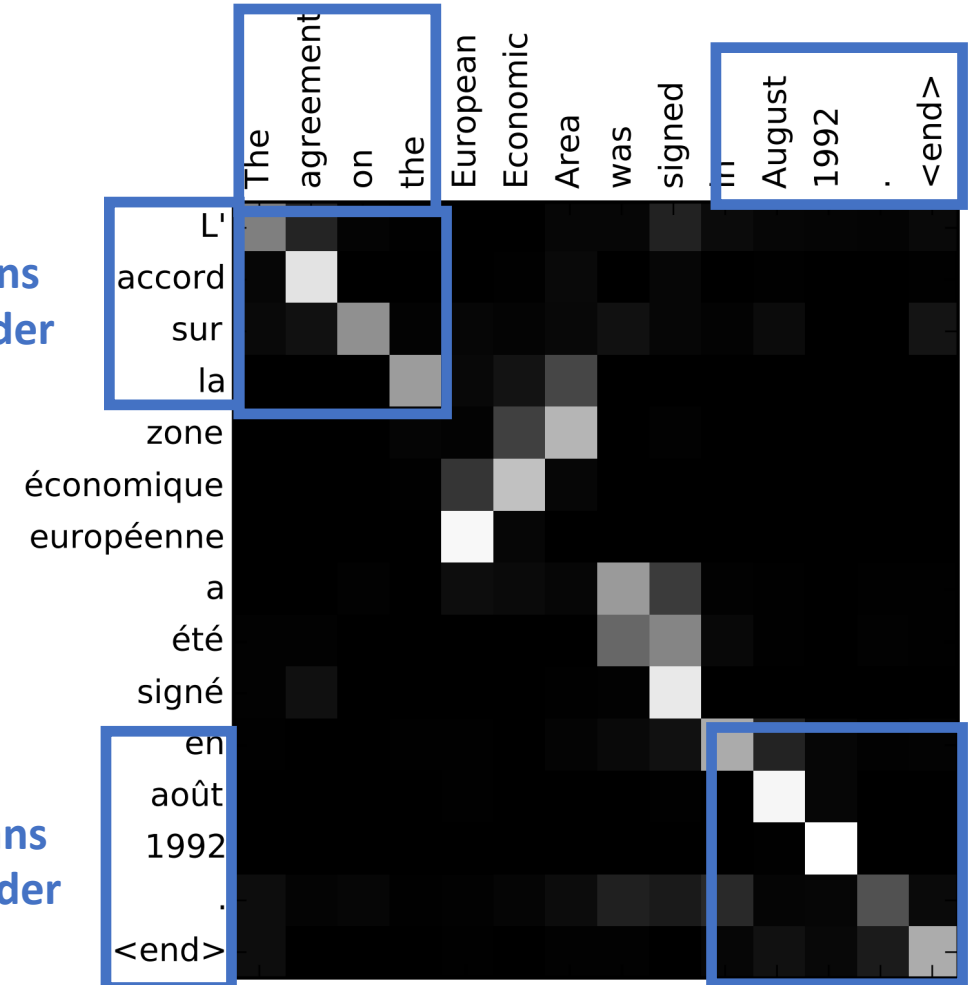 The
agreement
on
the
European
Economic
Area
was
signed
in
August
1992
.
<end>
L'
accord
sur
la
zone
économique
européenne
a
été
signé
en
août
1992
.
<end>